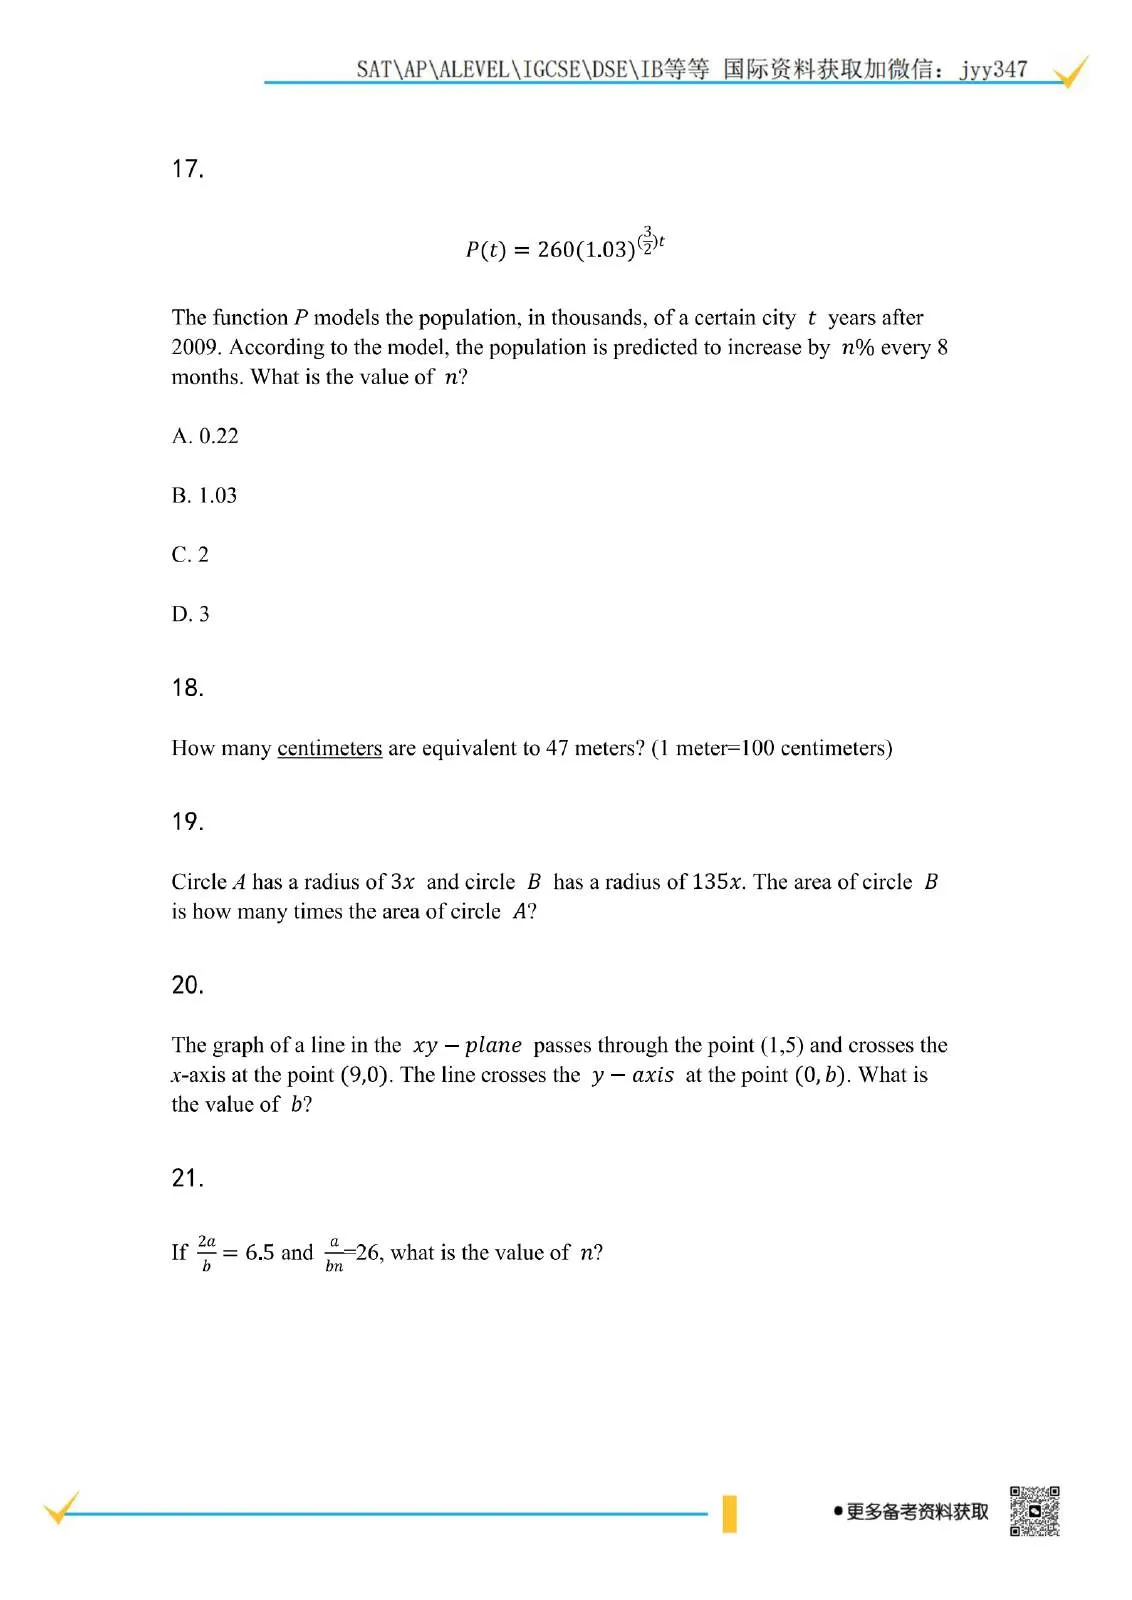 SAT\AP\ALEVEL\IGCSE\DSE\IB等等 国际资料获取加微信：jyy347
17.
P(t) = 260(1.03)^((3/2)t)
The function P models the population, in thousands, of a certain city t years after
2009. According to the model, the population is predicted to increase by n% every 8
months. What is the value of n?
A. 0.22
B. 1.03
C. 2
D. 3
18.
How many centimeters are equivalent to 47 meters? (1 meter=100 centimeters)
19.
Circle A has a radius of 3x and circle B has a radius of 135x. The area of circle B
is how many times the area of circle A?
20.
The graph of a line in the xy − plane passes through the point (1,5) and crosses the
x-axis at the point (9,0). The line crosses the y − axis at the point (0, b). What is
the value of b?
21.
If 2a/b = 6.5 and a/bn=26, what is the value of n?
•更多备考资料获取